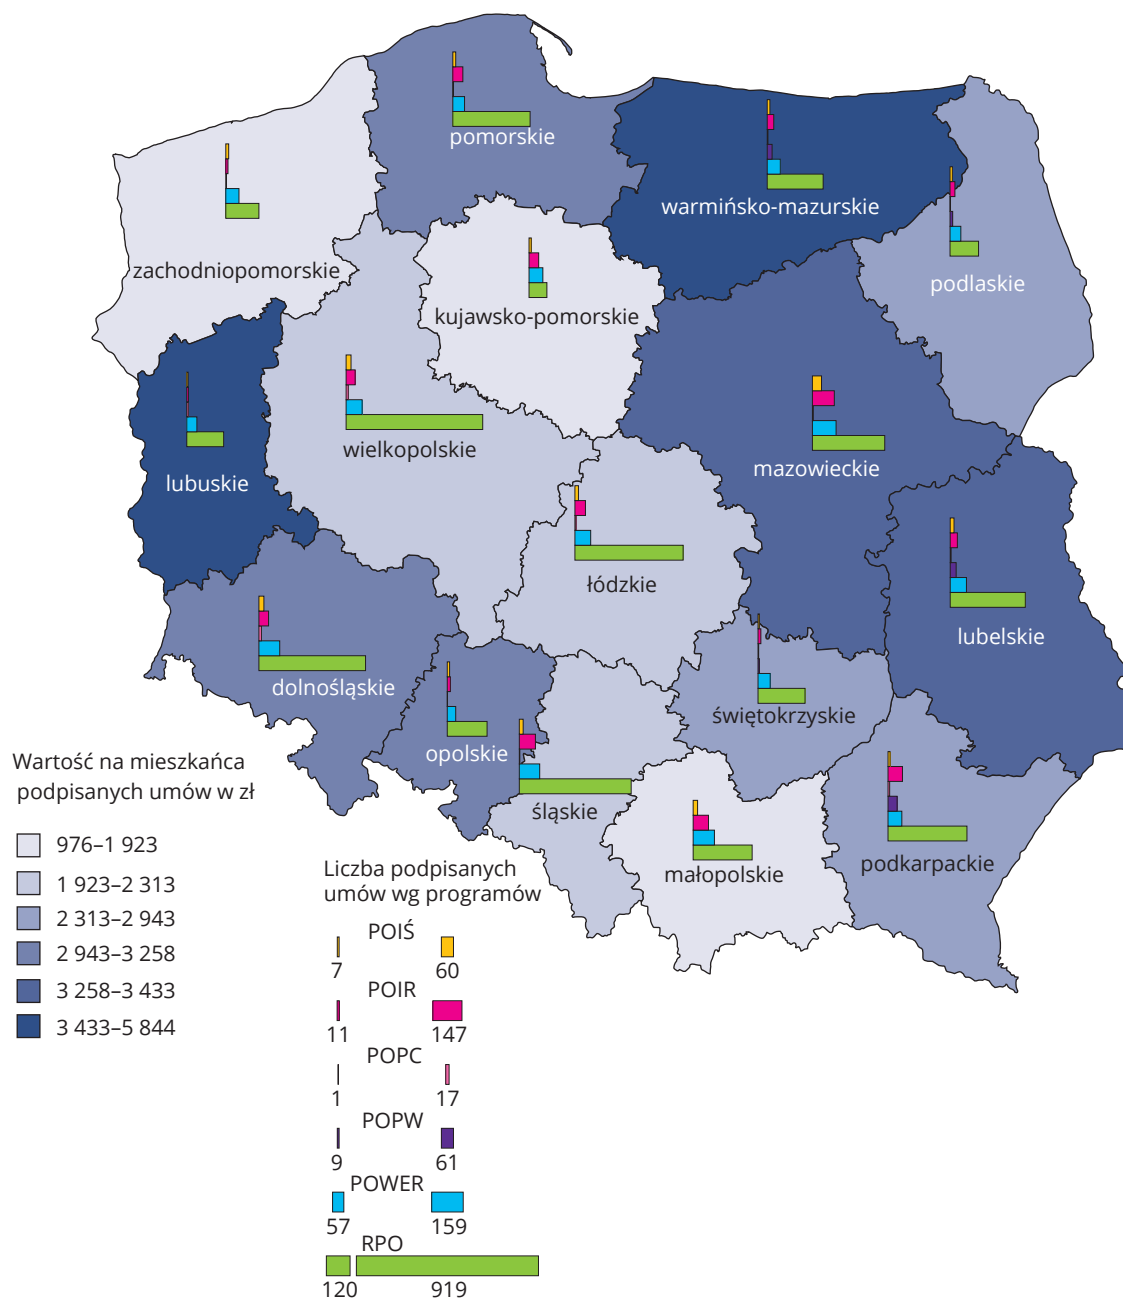 pomorskie
warmińsko-mazurskie
zachodniopomorskie
podlaskie
kujawsko-pomorskie
wielkopolskie
mazowieckie
lubuskie
łódzkie
lubelskie
dolnośląskie
świętokrzyskie
opolskie
śląskie
podkarpackie
małopolskie
Wartość na mieszkańca
podpisanych umów w zł
976–1 923
1 923–2 313
2 313–2 943
2 943–3 258
3 258–3 433
3 433–5 844
Liczba podpisanych
umów wg programów
POIŚ
7 60
POIR
11 147
POPC
1 17
POPW
9 61
POWER
57 159
RPO
120 919